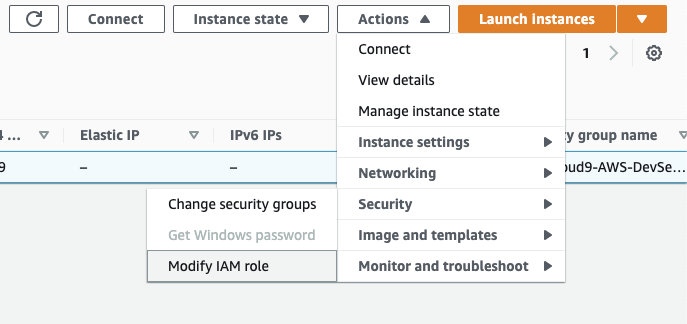 Connect
Instance state
Actions
Launch instances
Connect
1
View details
Manage instance state
4 ...
Elastic IP
IPv6 IPs
Instance settings
y group name
9
–
–
oud9-AWS-DevSe...
Networking
Change security groups
Security
Get Windows password
Image and templates
Modify IAM role
Monitor and troubleshoot